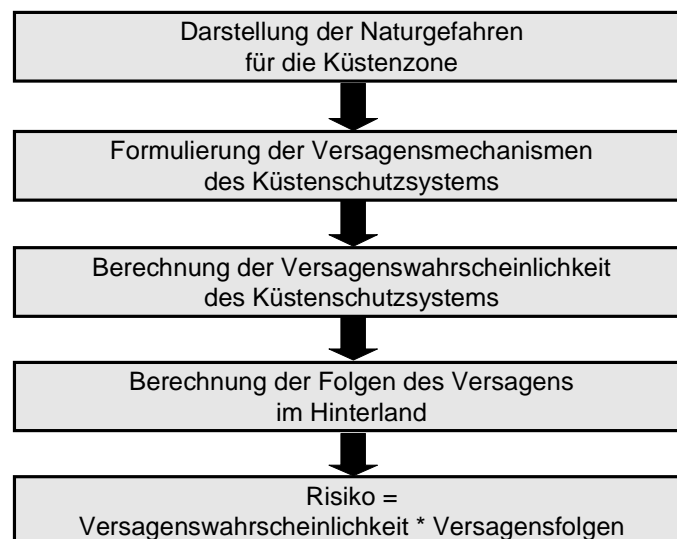 Darstellung der Naturgefahren
für die Küstenzone
Formulierung der Versagensmechanismen
des Küstenschutzsystems
Berechnung der Versagenswahrscheinlichkeit
des Küstenschutzsystems
Berechnung der Folgen des Versagens
im Hinterland
Risiko =
Versagenswahrscheinlichkeit * Versagensfolgen